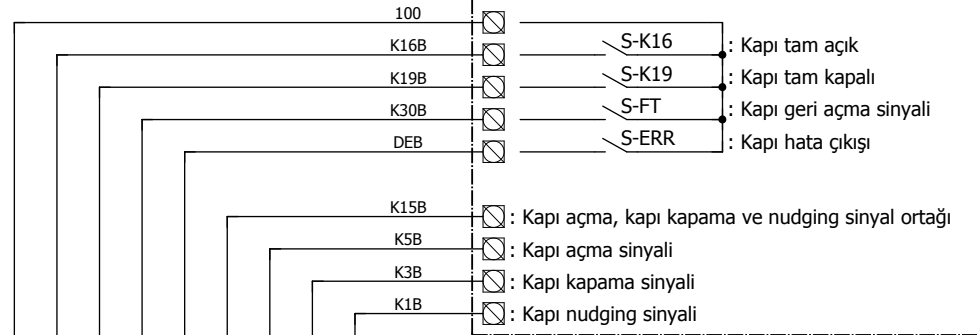 100
K16B S-K16 : Kapı tam açık
K19B S-K19 : Kapı tam kapalı
K30B S-FT : Kapı geri açma sinyali
DEB S-ERR : Kapı hata çıkışı
K15B : Kapı açma, kapı kapama ve nudging sinyal ortağı
K5B : Kapı açma sinyali
K3B : Kapı kapama sinyali
K1B : Kapı nudging sinyali